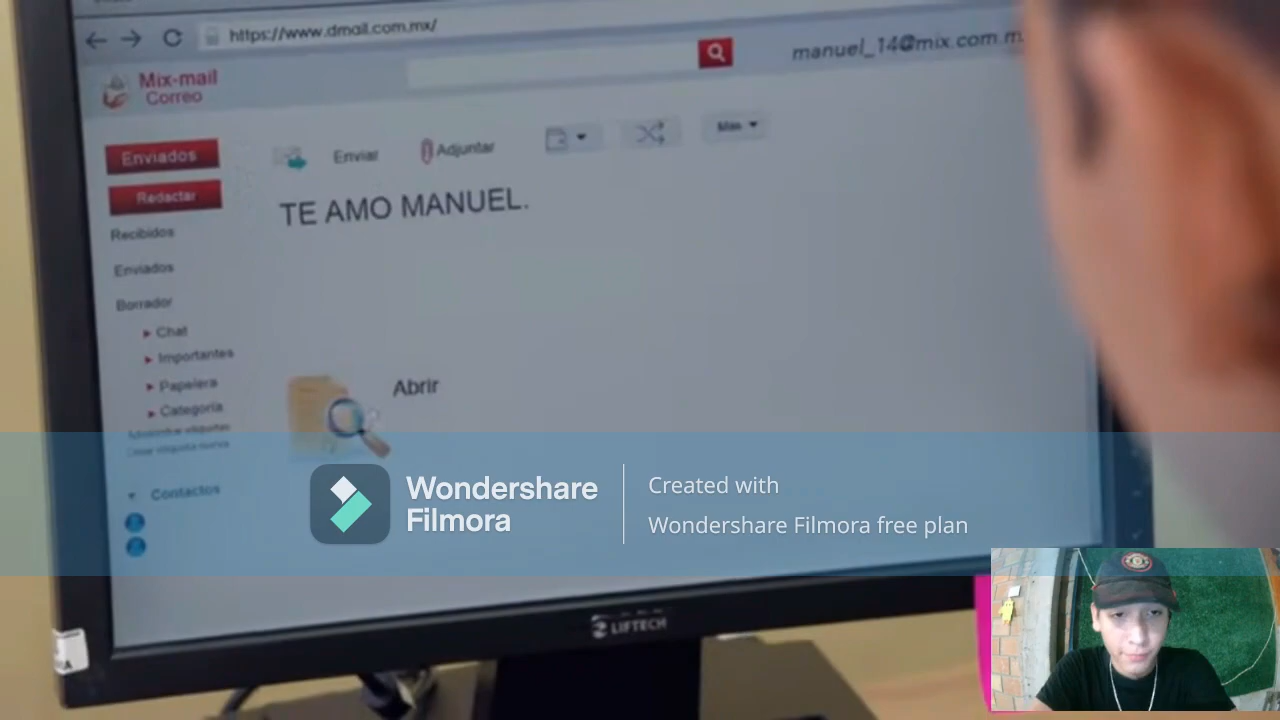 https://www.dmail.com.mx/
manuel_14@mix.com.m
Mix-mail
Correo
Enviados
Redactar
Recibidos
Enviados
Borrador
Chat
Importantes
Papelera
Categoría
Contactos
Enviar
Adjuntar
Más
TE AMO MANUEL.
Abrir
Wondershare
Filmora
Created with
Wondershare Filmora free plan
LIFTECH